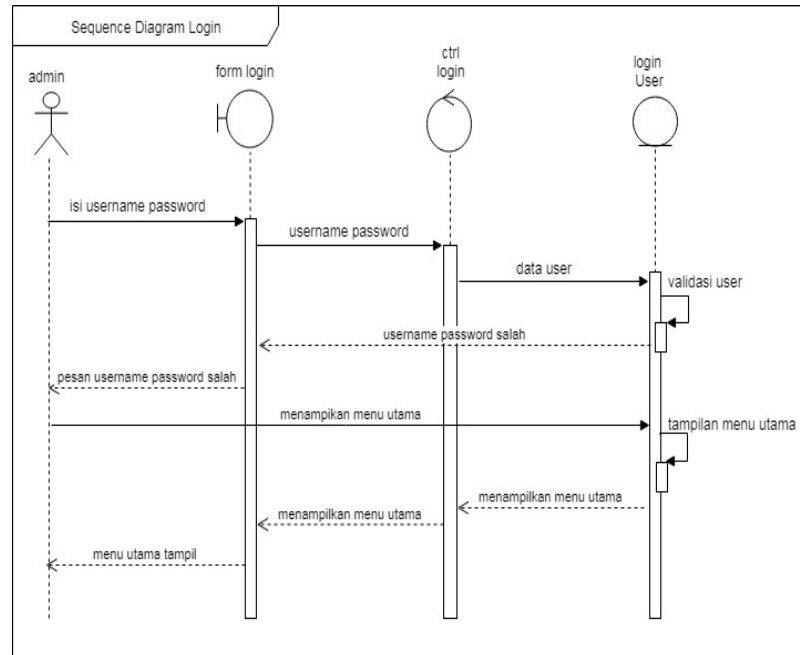 Sequence Diagram Login
admin
form login
ctrl
login
login
User
isi username password
username password
data user
validasi user
username password salah
pesan username password salah
menampikan menu utama
tampilan menu utama
menampilkan menu utama
menampilkan menu utama
menu utama tampil